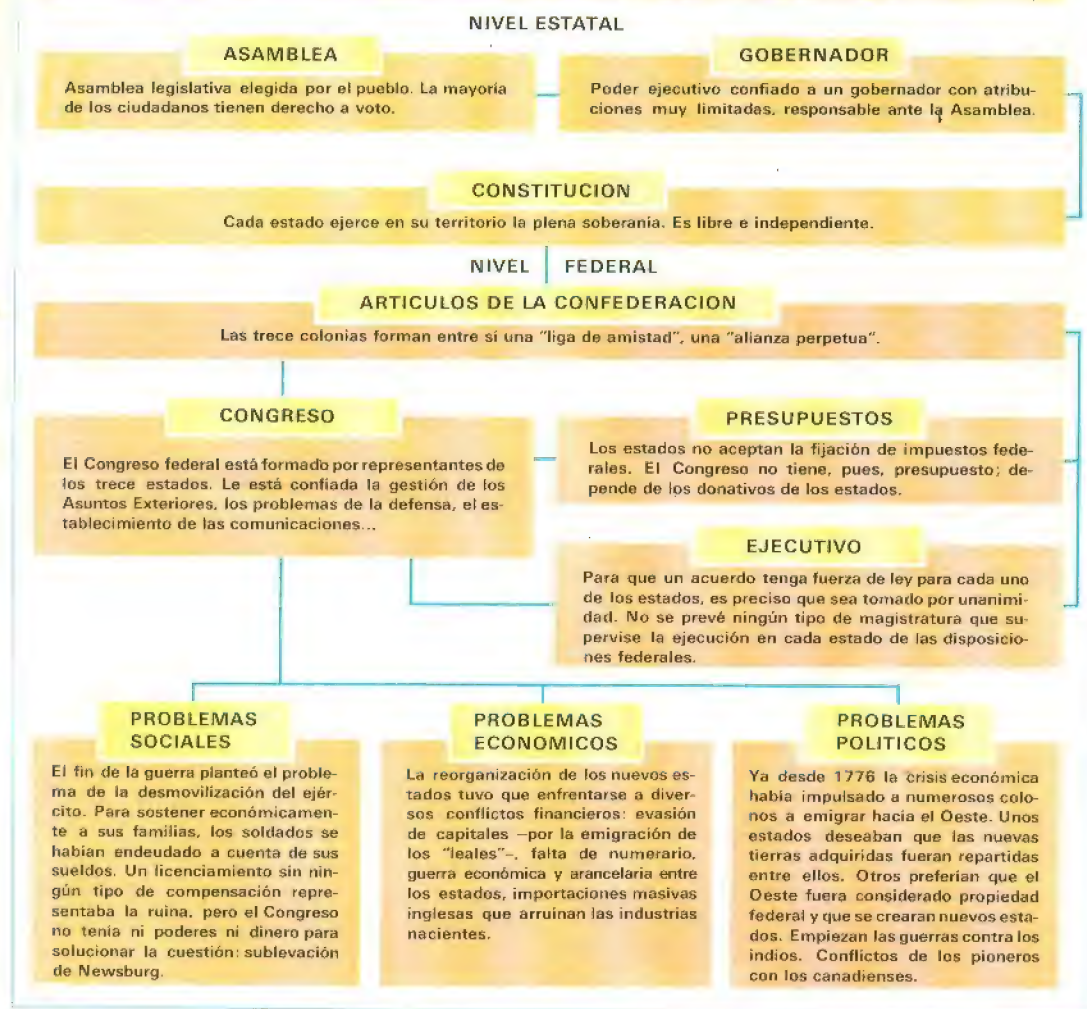 NIVEL ESTATAL
ASAMBLEA
Asamblea legislativa elegida por el pueblo. La mayoría
de los ciudadanos tienen derecho a voto.
GOBERNADOR
Poder ejecutivo confiado a un gobernador con atribu-
ciones muy limitadas, responsable ante la Asamblea.
CONSTITUCION
Cada estado ejerce en su territorio la plena soberanía. Es libre e independiente.
NIVEL FEDERAL
ARTICULOS DE LA CONFEDERACION
Las trece colonias forman entre sí una "liga de amistad", una "alianza perpetua".
CONGRESO
El Congreso federal está formado por representantes de
los trece estados. Le está confiada la gestión de los
Asuntos Exteriores, los problemas de la defensa, el es-
tablecimiento de las comunicaciones...
PRESUPUESTOS
Los estados no aceptan la fijación de impuestos fede-
rales. El Congreso no tiene, pues, presupuesto; de-
pende de los donativos de los estados.
EJECUTIVO
Para que un acuerdo tenga fuerza de ley para cada uno
de los estados, es preciso que sea tomado por unanimi-
dad. No se prevé ningún tipo de magistratura que su-
pervise la ejecución en cada estado de las disposicio-
nes federales.
PROBLEMAS
SOCIALES
El fin de la guerra planteó el proble-
ma de la desmovilización del ejér-
cito. Para sostener económicamen-
te a sus familias, los soldados se
habían endeudado a cuenta de sus
sueldos. Un licenciamiento sin nin-
gún tipo de compensación repre-
sentaba la ruina, pero el Congreso
no tenía ni poderes ni dinero para
solucionar la cuestión: sublevación
de Newsburg.
PROBLEMAS
ECONOMICOS
La reorganización de los nuevos es-
tados tuvo que enfrentarse a diver-
sos conflictos financieros: evasión
de capitales —por la emigración de
los "leales"—, falta de numerario,
guerra económica y arancelaria entre
los estados, importaciones masivas
inglesas que arruinan las industrias
nacientes.
PROBLEMAS
POLITICOS
Ya desde 1776 la crisis económica
había impulsado a numerosos colo-
nos a emigrar hacia el Oeste. Unos
estados deseaban que las nuevas
tierras adquiridas fueran repartidas
entre ellos. Otros preferían que el
Oeste fuera considerado propiedad
federal y que se crearan nuevos esta-
dos. Empiezan las guerras contra los
indios. Conflictos de los pioneros
con los canadienses.